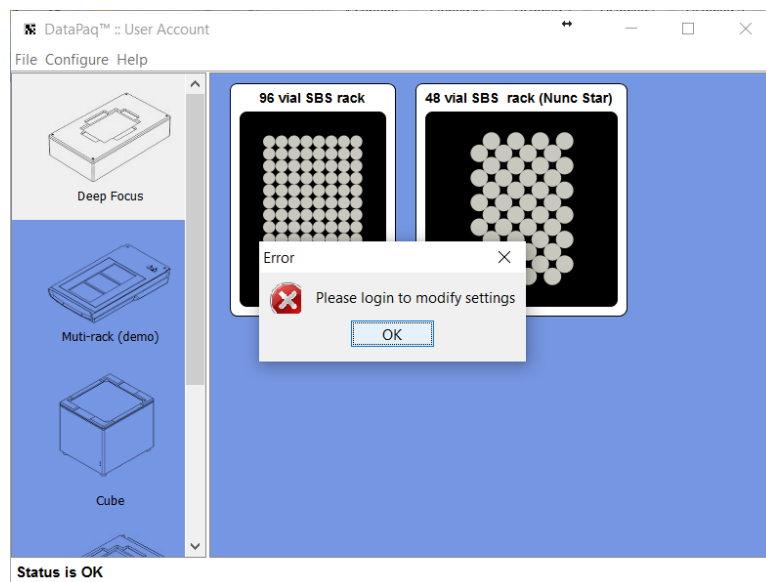 DataPaq™ :: User Account
File Configure Help
Deep Focus
Muti-rack (demo)
Cube
96 vial SBS rack
48 vial SBS rack (Nunc Star)
Error
Please login to modify settings
OK
Status is OK